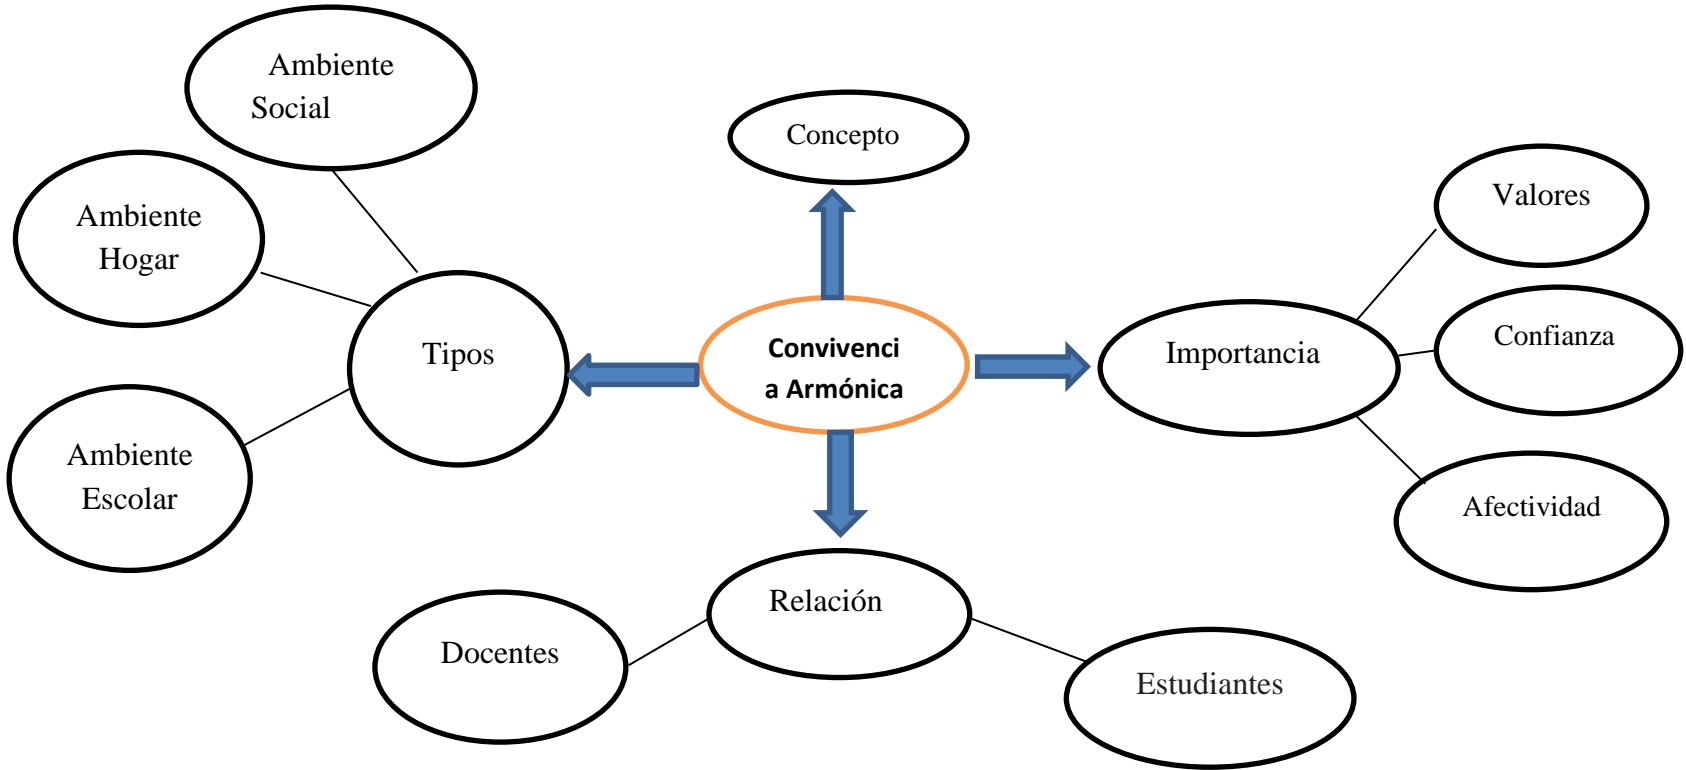 Ambiente
Social
Concepto
Valores
Ambiente
Hogar
Confianza
Tipos
Convivenci
a Armónica
Importancia
Ambiente
Escolar
Afectividad
Relación
Docentes
Estudiantes